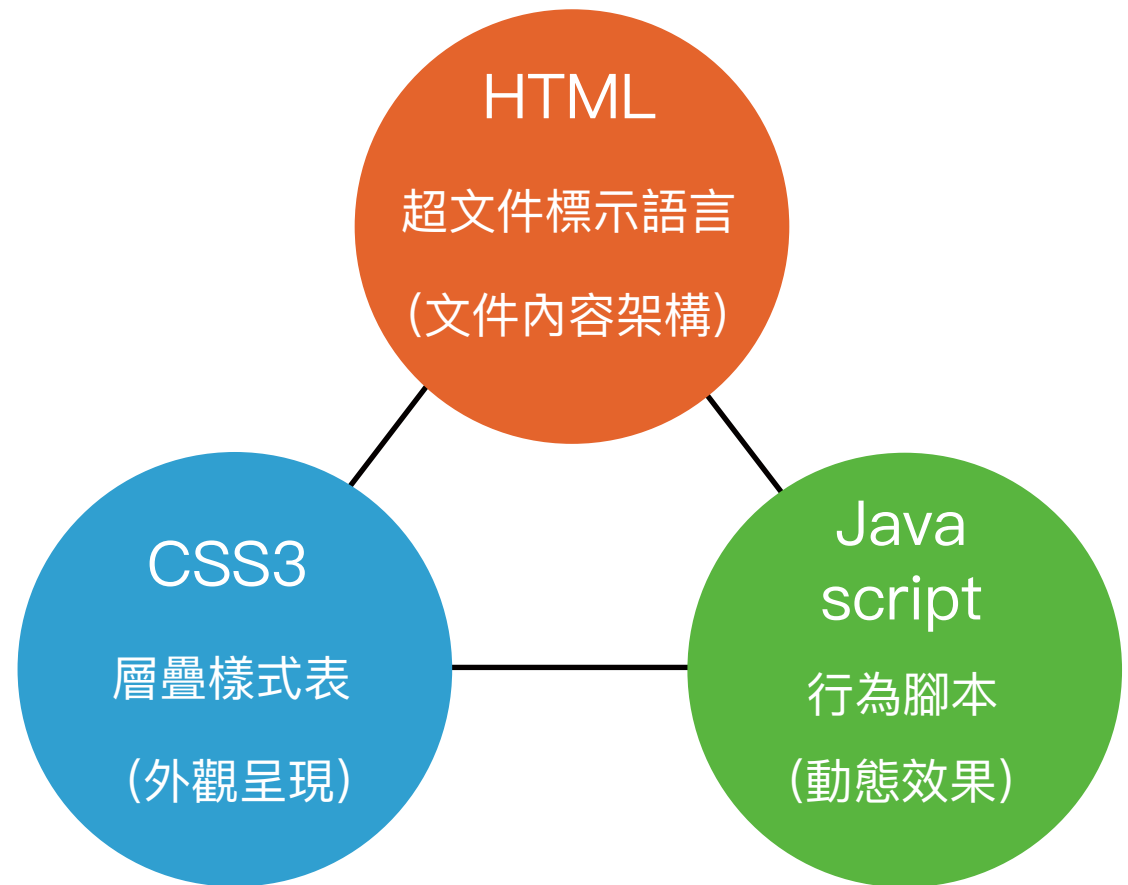 HTML
超文件標示語言
(文件內容架構)
CSS3
層疊樣式表
(外觀呈現)
Java
script
行為腳本
(動態效果)